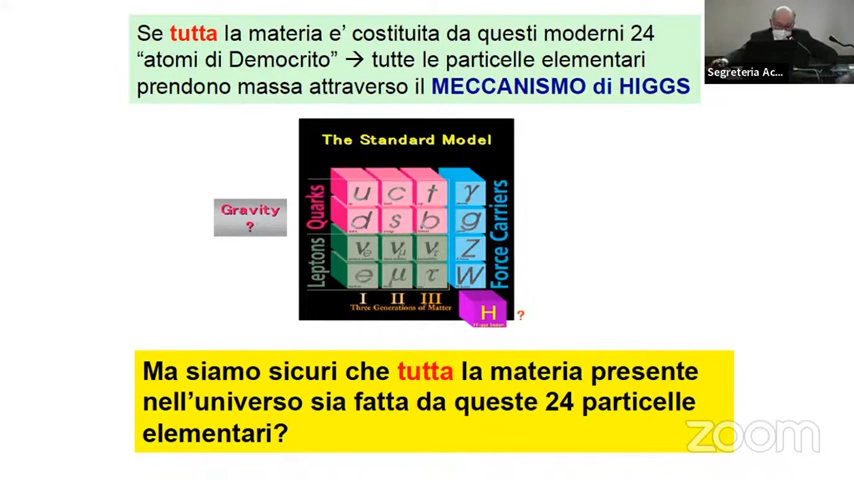 Se tutta la materia e' costituita da questi moderni 24
“atomi di Democrito” → tutte le particelle elementari
prendono massa attraverso il MECCANISMO di HIGGS
Segreteria Ac...
The Standard Model
Gravity
?
Quarks
Leptons
u c t γ
d s b g
νe νμ ντ Z
e μ τ W
Force Carriers
I II III
Three Generations of Matter
H
?
Ma siamo sicuri che tutta la materia presente
nell'universo sia fatta da queste 24 particelle
elementari?
zoom